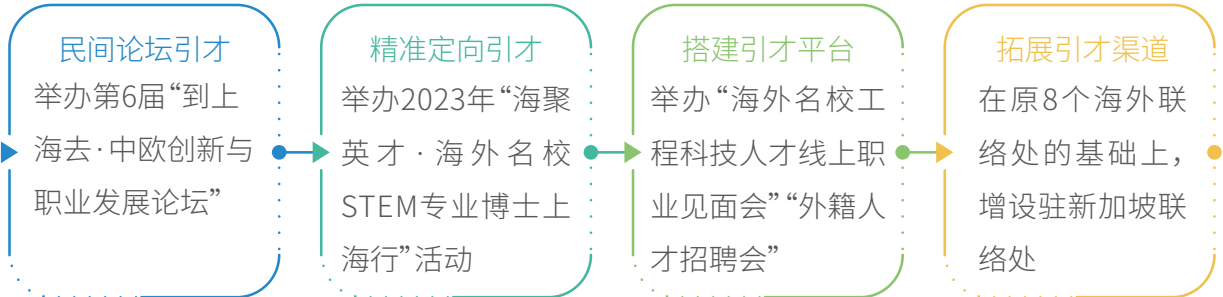 民间论坛引才
举办第6届“到上
海去·中欧创新与
职业发展论坛”
精准定向引才
举办2023年“海聚
英才·海外名校
STEM专业博士上
海行”活动
搭建引才平台
举办“海外名校工
程科技人才线上职
业见面会”“外籍人
才招聘会”
拓展引才渠道
在原8个海外联
络处的基础上，
增设驻新加坡联
络处